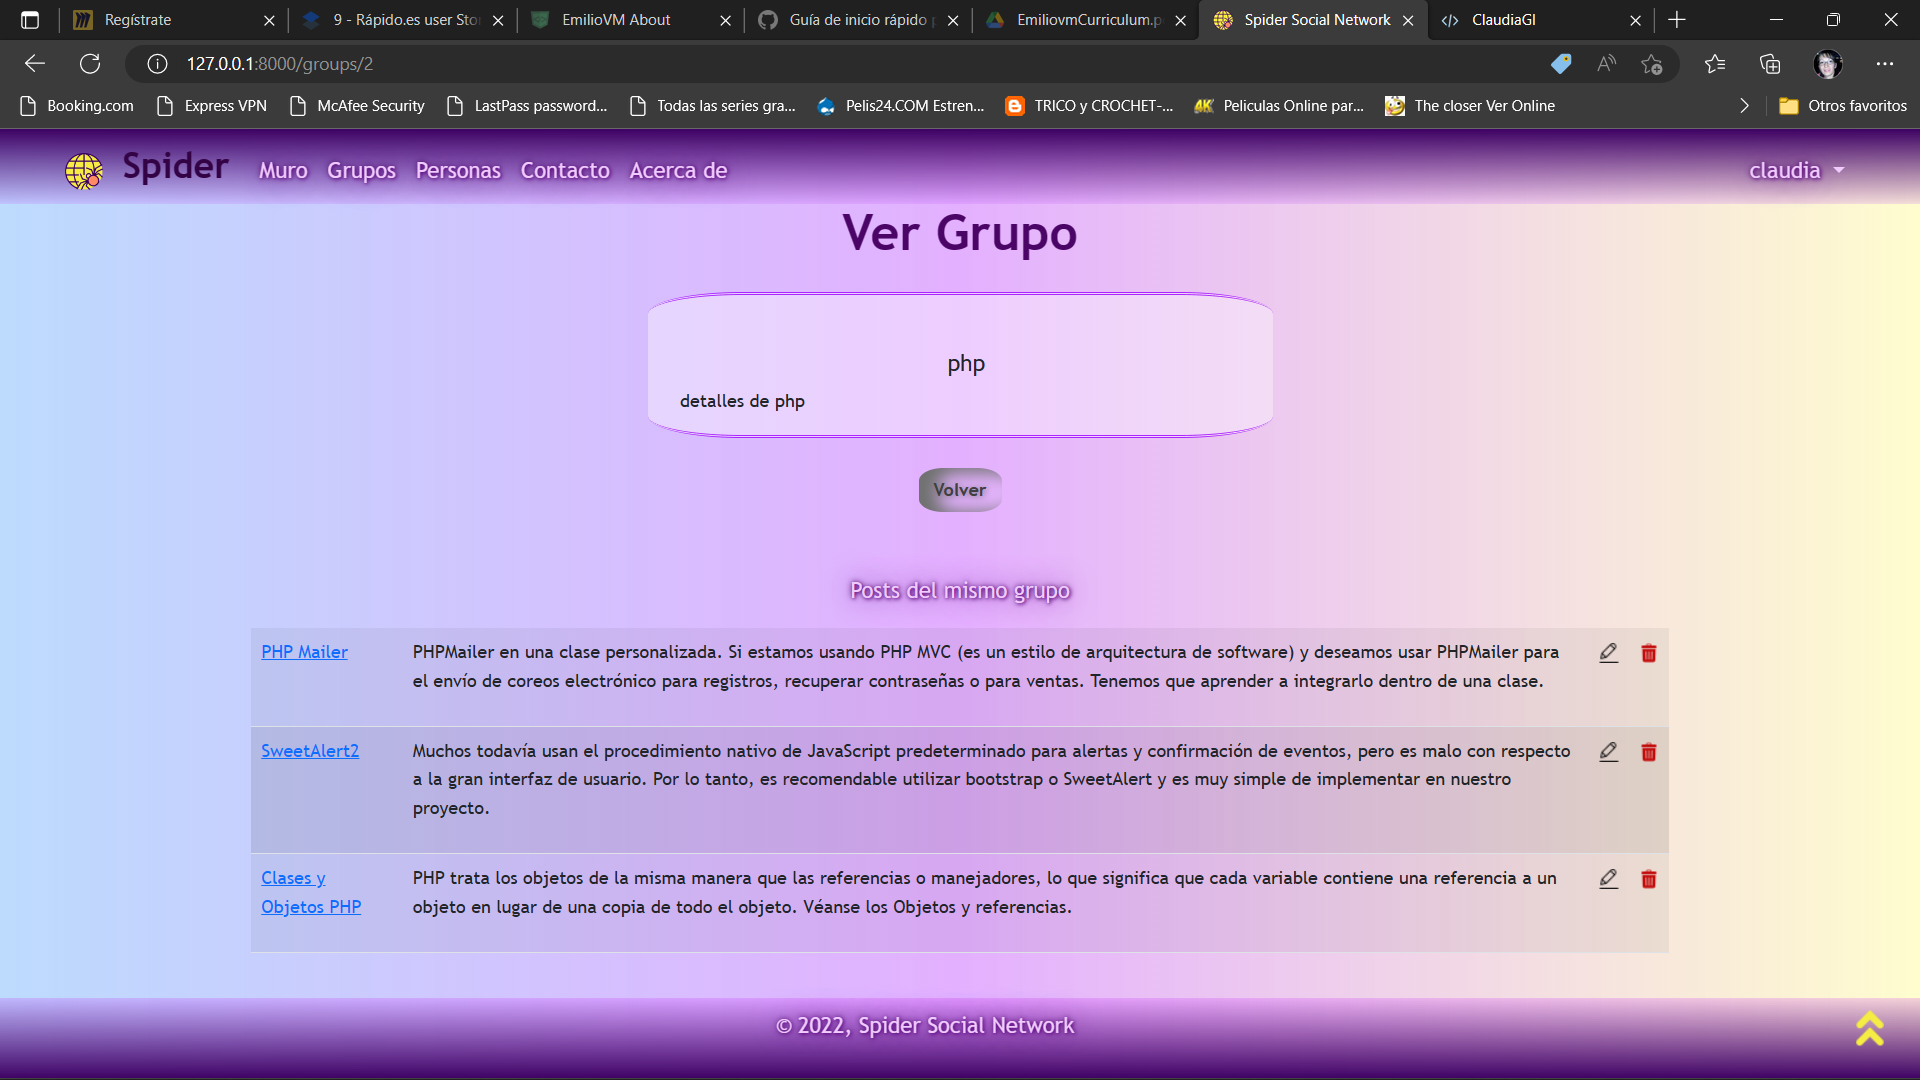 Regístrate
9 - Rápido.es user Sto
EmilioVM About
Guía de inicio rápido
EmiliovmCurriculum.p
Spider Social Network
ClaudiaGI
127.0.0.1:8000/groups/2
Booking.com
Express VPN
McAfee Security
LastPass password...
Todas las series gra...
Pelis24.COM Estren...
TRICO y CROCHET-...
4K
Peliculas Online par...
The closer Ver Online
Otros favoritos
Spider
Muro
Grupos
Personas
Contacto
Acerca de
claudia
Ver Grupo
php
detalles de php
Volver
Posts del mismo grupo
PHP Mailer
PHPMailer en una clase personalizada. Si estamos usando PHP MVC (es un estilo de arquitectura de software) y deseamos usar PHPMailer para
el envío de coreos electrónico para registros, recuperar contraseñas o para ventas. Tenemos que aprender a integrarlo dentro de una clase.
SweetAlert2
Muchos todavía usan el procedimiento nativo de JavaScript predeterminado para alertas y confirmación de eventos, pero es malo con respecto
a la gran interfaz de usuario. Por lo tanto, es recomendable utilizar bootstrap o SweetAlert y es muy simple de implementar en nuestro
proyecto.
Clases y
Objetos PHP
PHP trata los objetos de la misma manera que las referencias o manejadores, lo que significa que cada variable contiene una referencia a un
objeto en lugar de una copia de todo el objeto. Véanse los Objetos y referencias.
© 2022, Spider Social Network